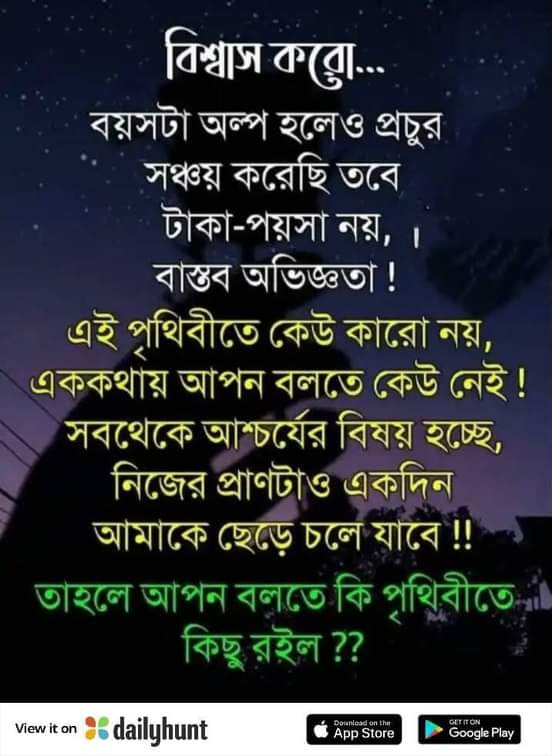 বিশ্বাস করো...
বয়সটা অল্প হলেও প্রচুর
সঞ্চয় করেছি তবে
টাকা-পয়সা নয়, ।
বাস্তব অভিজ্ঞতা !
এই পৃথিবীতে কেউ কারো নয়,
এককথায় আপন বলতে কেউ নেই !
সবথেকে আশ্চর্যের বিষয় হচ্ছে,
নিজের প্রাণটাও একদিন
আমাকে ছেড়ে চলে যাবে !!
তাহলে আপন বলতে কি পৃথিবীতে
কিছু রইল ??
View it on dailyhunt
Download on the
App Store
GET IT ON
Google Play